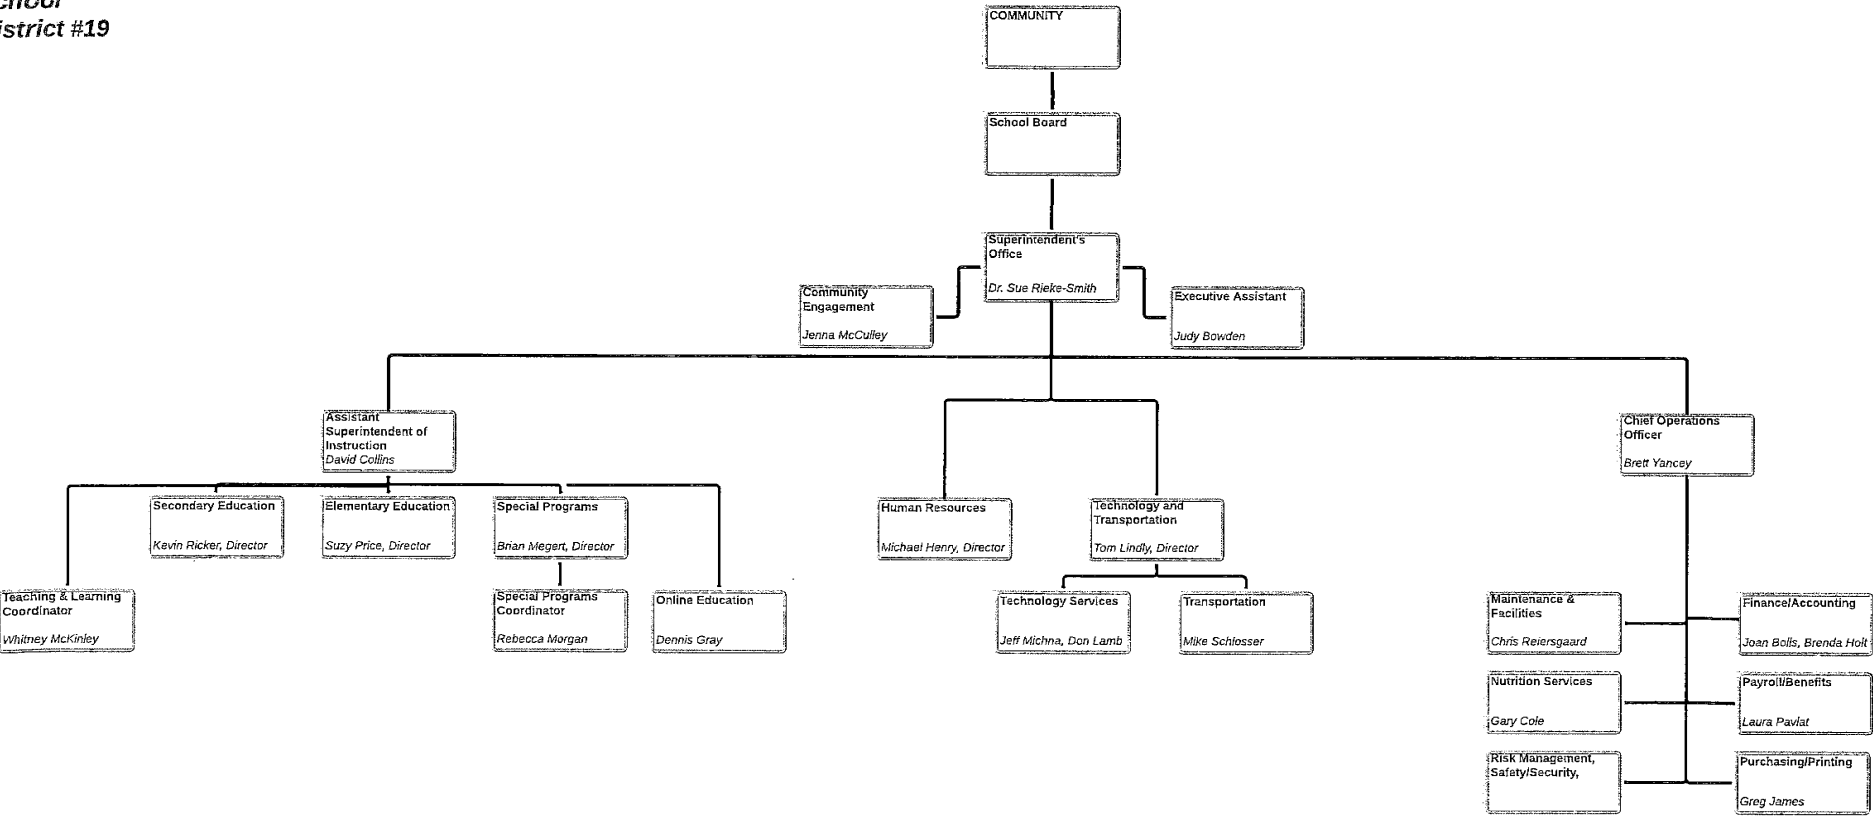 istrict #19
COMMUNITY
School Board
Superintendent's
Office
Dr. Sue Rieke-Smith
Community
Engagement
Jenna McCulley
Executive Assistant
Judy Bowden
Assistant
Superintendent of
Instruction
David Collins
Chief Operations
Officer
Brett Yancey
Secondary Education
Kevin Ricker, Director
Elementary Education
Suzy Price, Director
Special Programs
Brian Megert, Director
Human Resources
Michael Henry, Director
Technology and
Transportation
Tom Lindly, Director
Teaching & Learning
Coordinator
Whitney McKinley
Special Programs
Coordinator
Rebecca Morgan
Online Education
Dennis Gray
Technology Services
Jeff Michna, Don Lamb
Transportation
Mike Schlosser
Maintenance &
Facilities
Chris Reiersgaard
Finance/Accounting
Joan Bolls, Brenda Holt
Nutrition Services
Gary Cole
Payroll/Benefits
Laura Pavlat
Risk Management,
Safety/Security,
Purchasing/Printing
Greg James